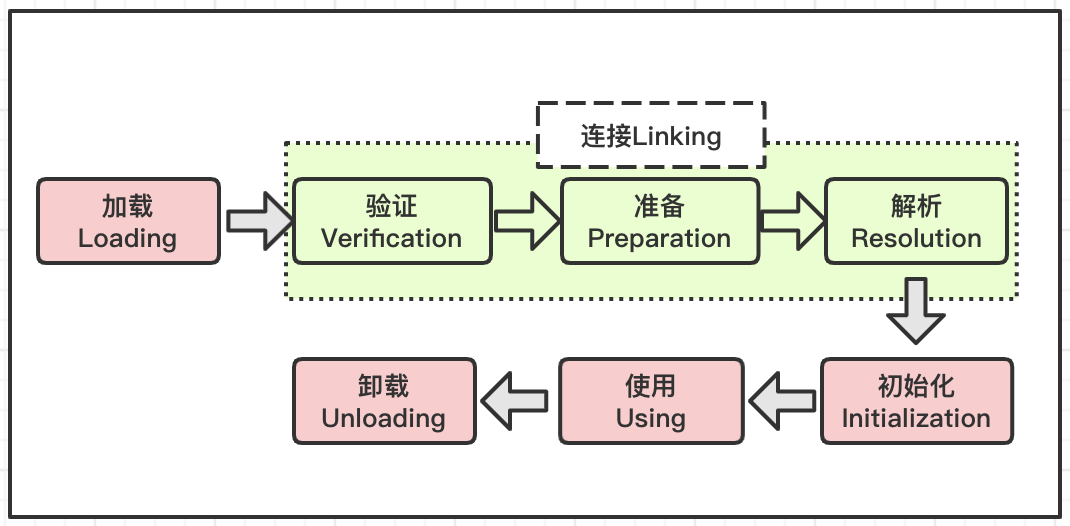 连接Linking
加载
Loading
验证
Verification
准备
Preparation
解析
Resolution
卸载
Unloading
使用
Using
初始化
Initialization